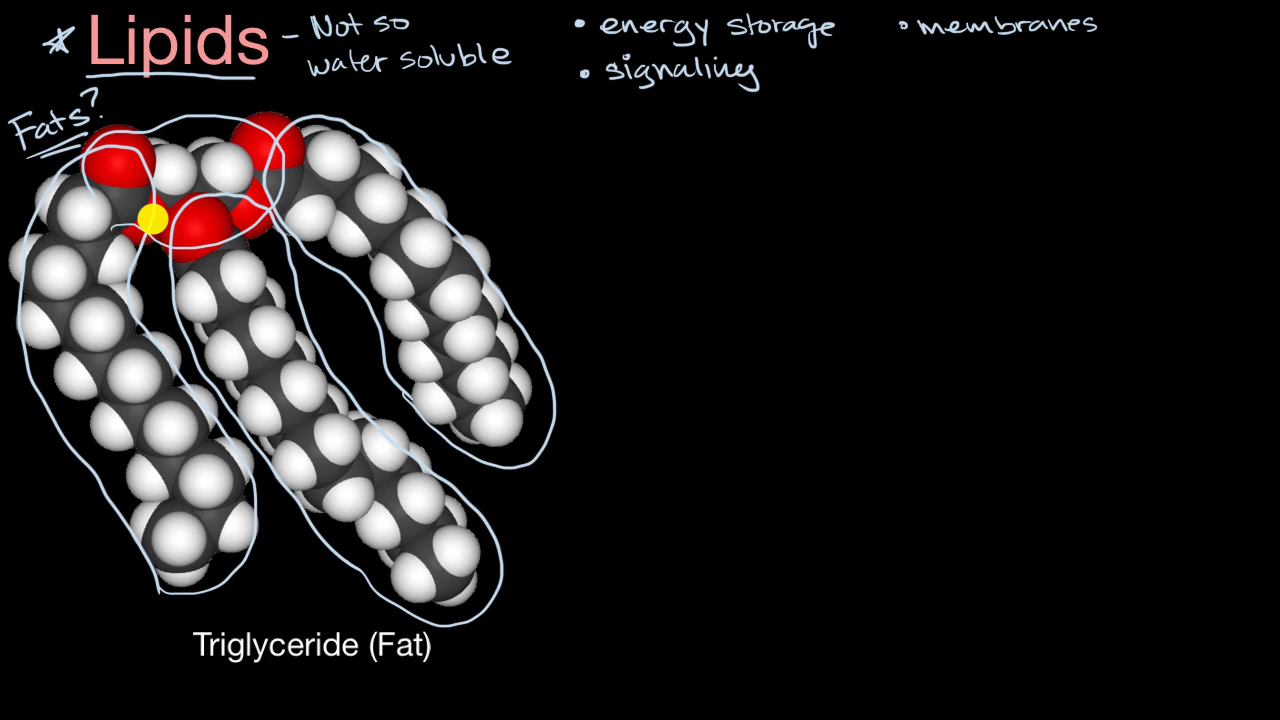 * Lipids - Not so
water soluble
• energy storage
• signaling
• membranes
Fats?
Triglyceride (Fat)